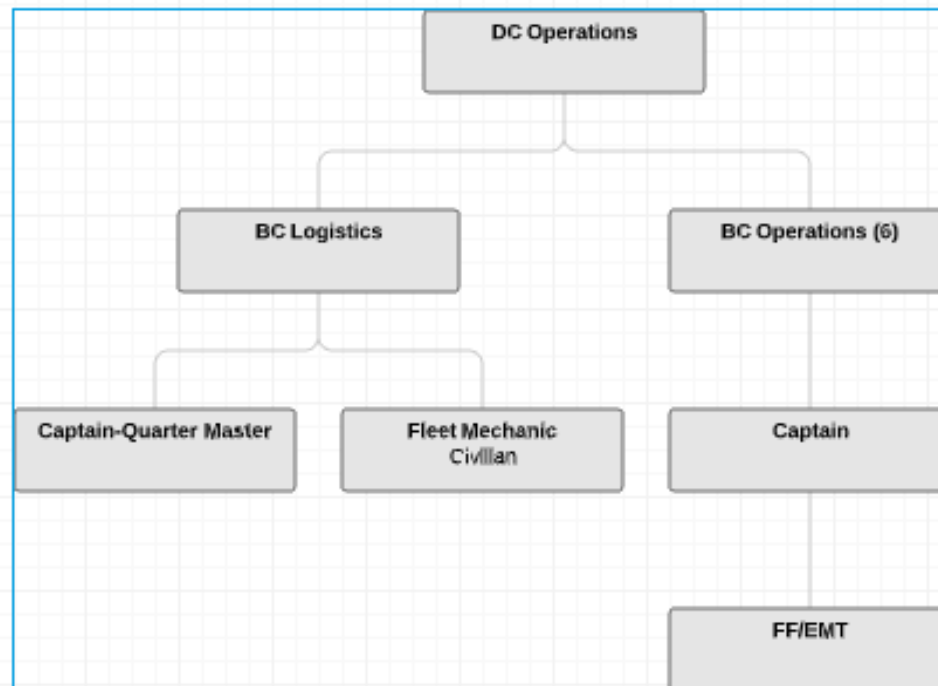 DC Operations
BC Logistics
BC Operations (6)
Captain-Quarter Master
Fleet Mechanic
Civilian
Captain
FF/EMT